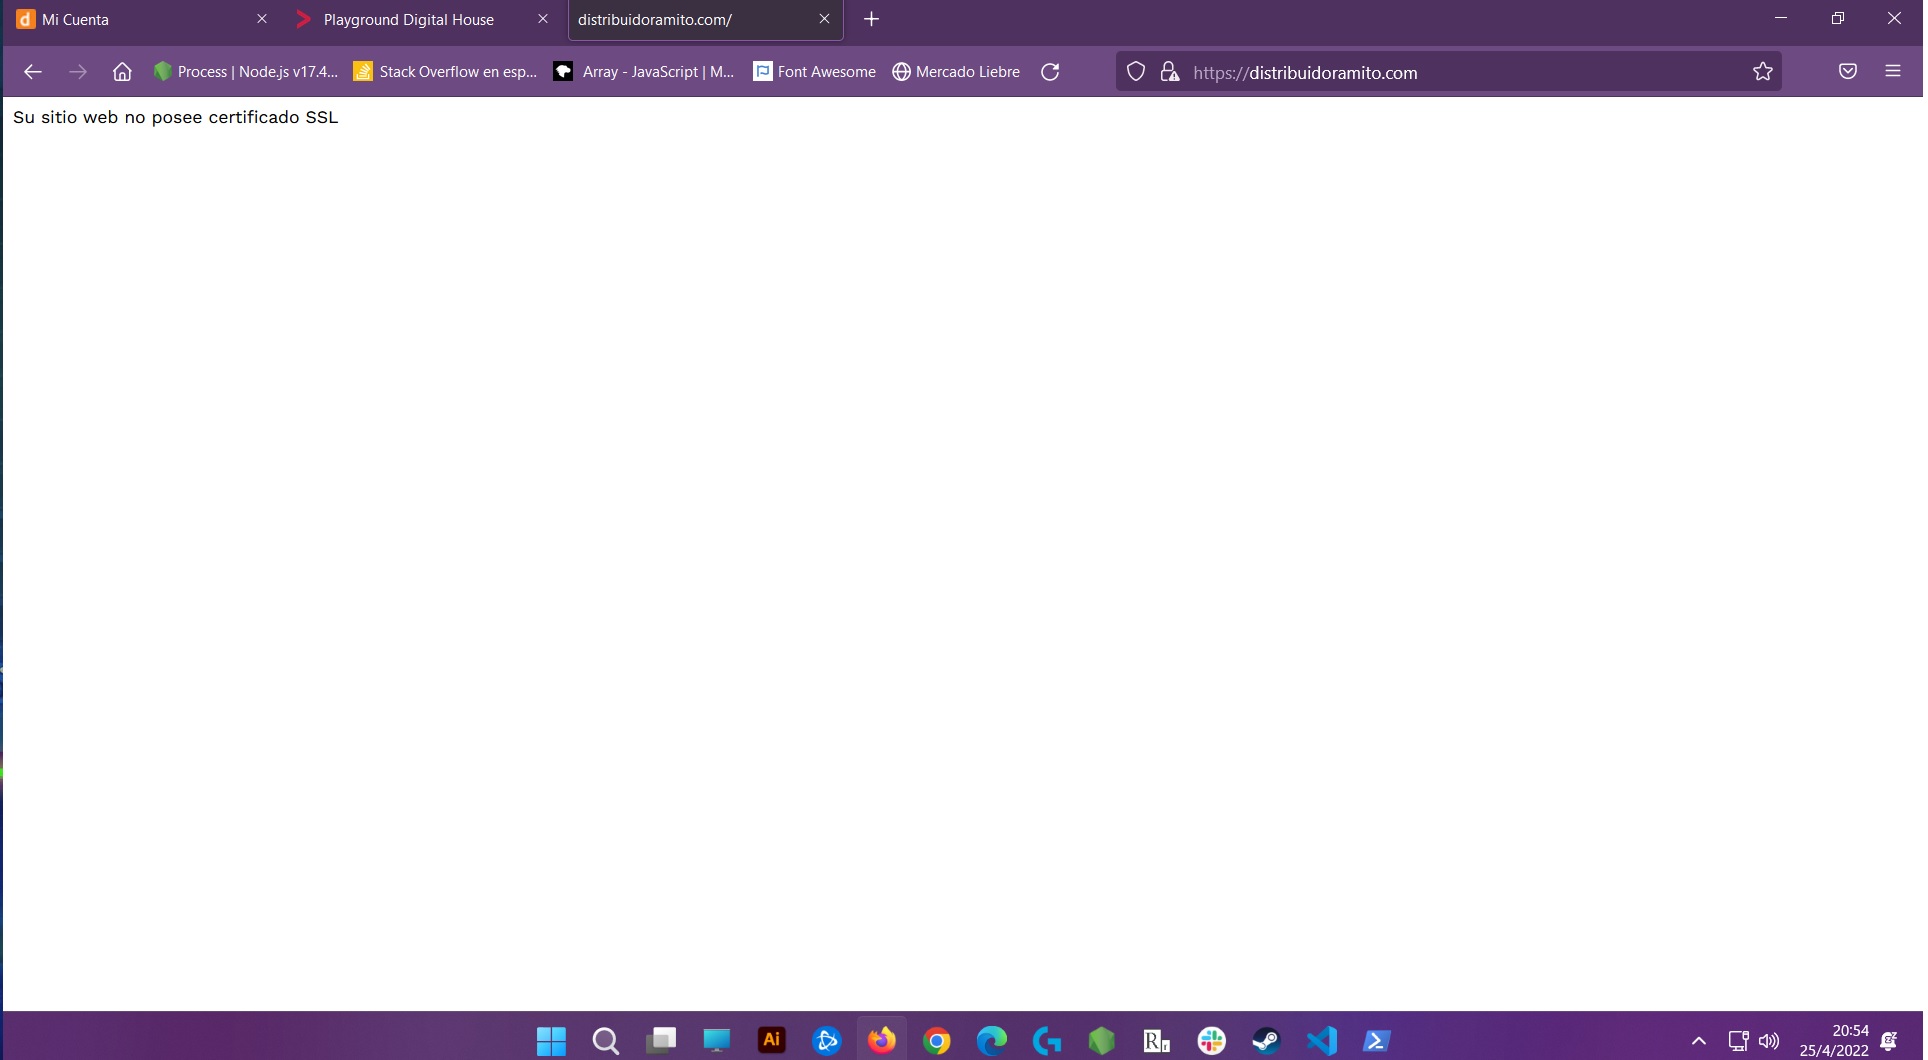 Mi Cuenta
Playground Digital House
distribuidoramito.com/
Process | Node.js v17.4...
Stack Overflow en esp...
Array - JavaScript | M...
Font Awesome
Mercado Liebre
https://distribuidoramito.com
Su sitio web no posee certificado SSL
20:54
25/4/2022